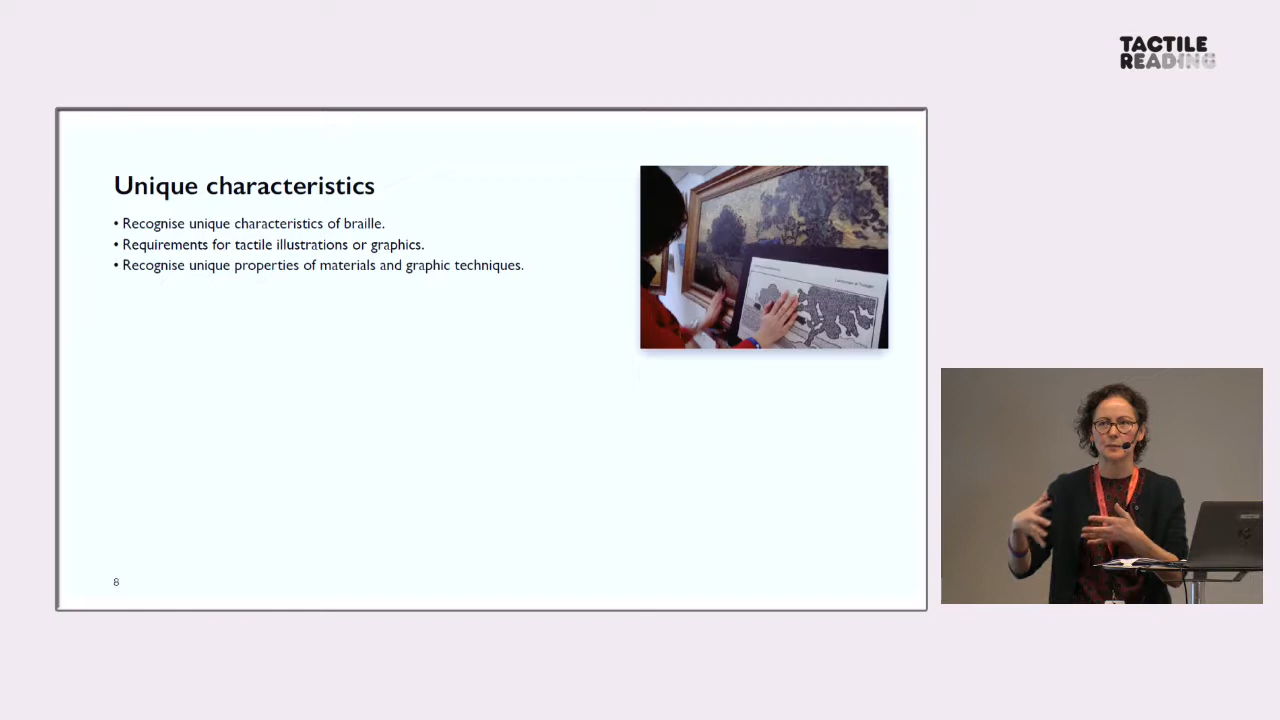 TACTILE
READING
Unique characteristics
• Recognise unique characteristics of braille.
• Requirements for tactile illustrations or graphics.
• Recognise unique properties of materials and graphic techniques.
8